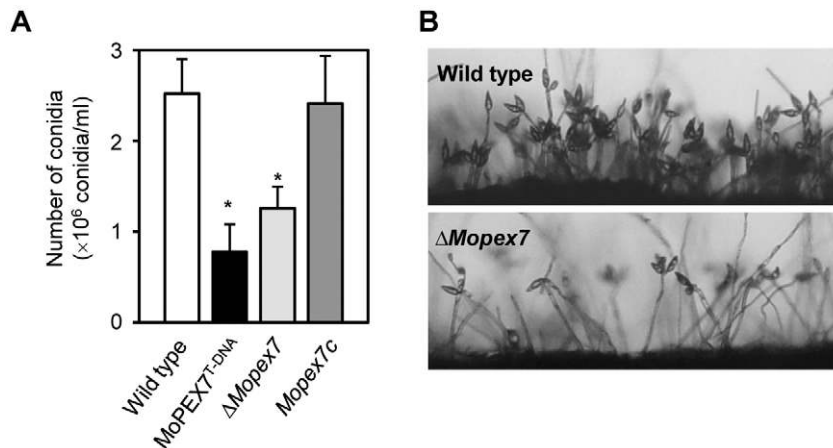 A
Number of conidia
(×10⁶ conidia/ml)
3
2
1
0
*
*
Wild type
MoPEX7ᵀ⁻ᴰᴺᴬ
ΔMopex7
Mopex7c
B
Wild type
ΔMopex7